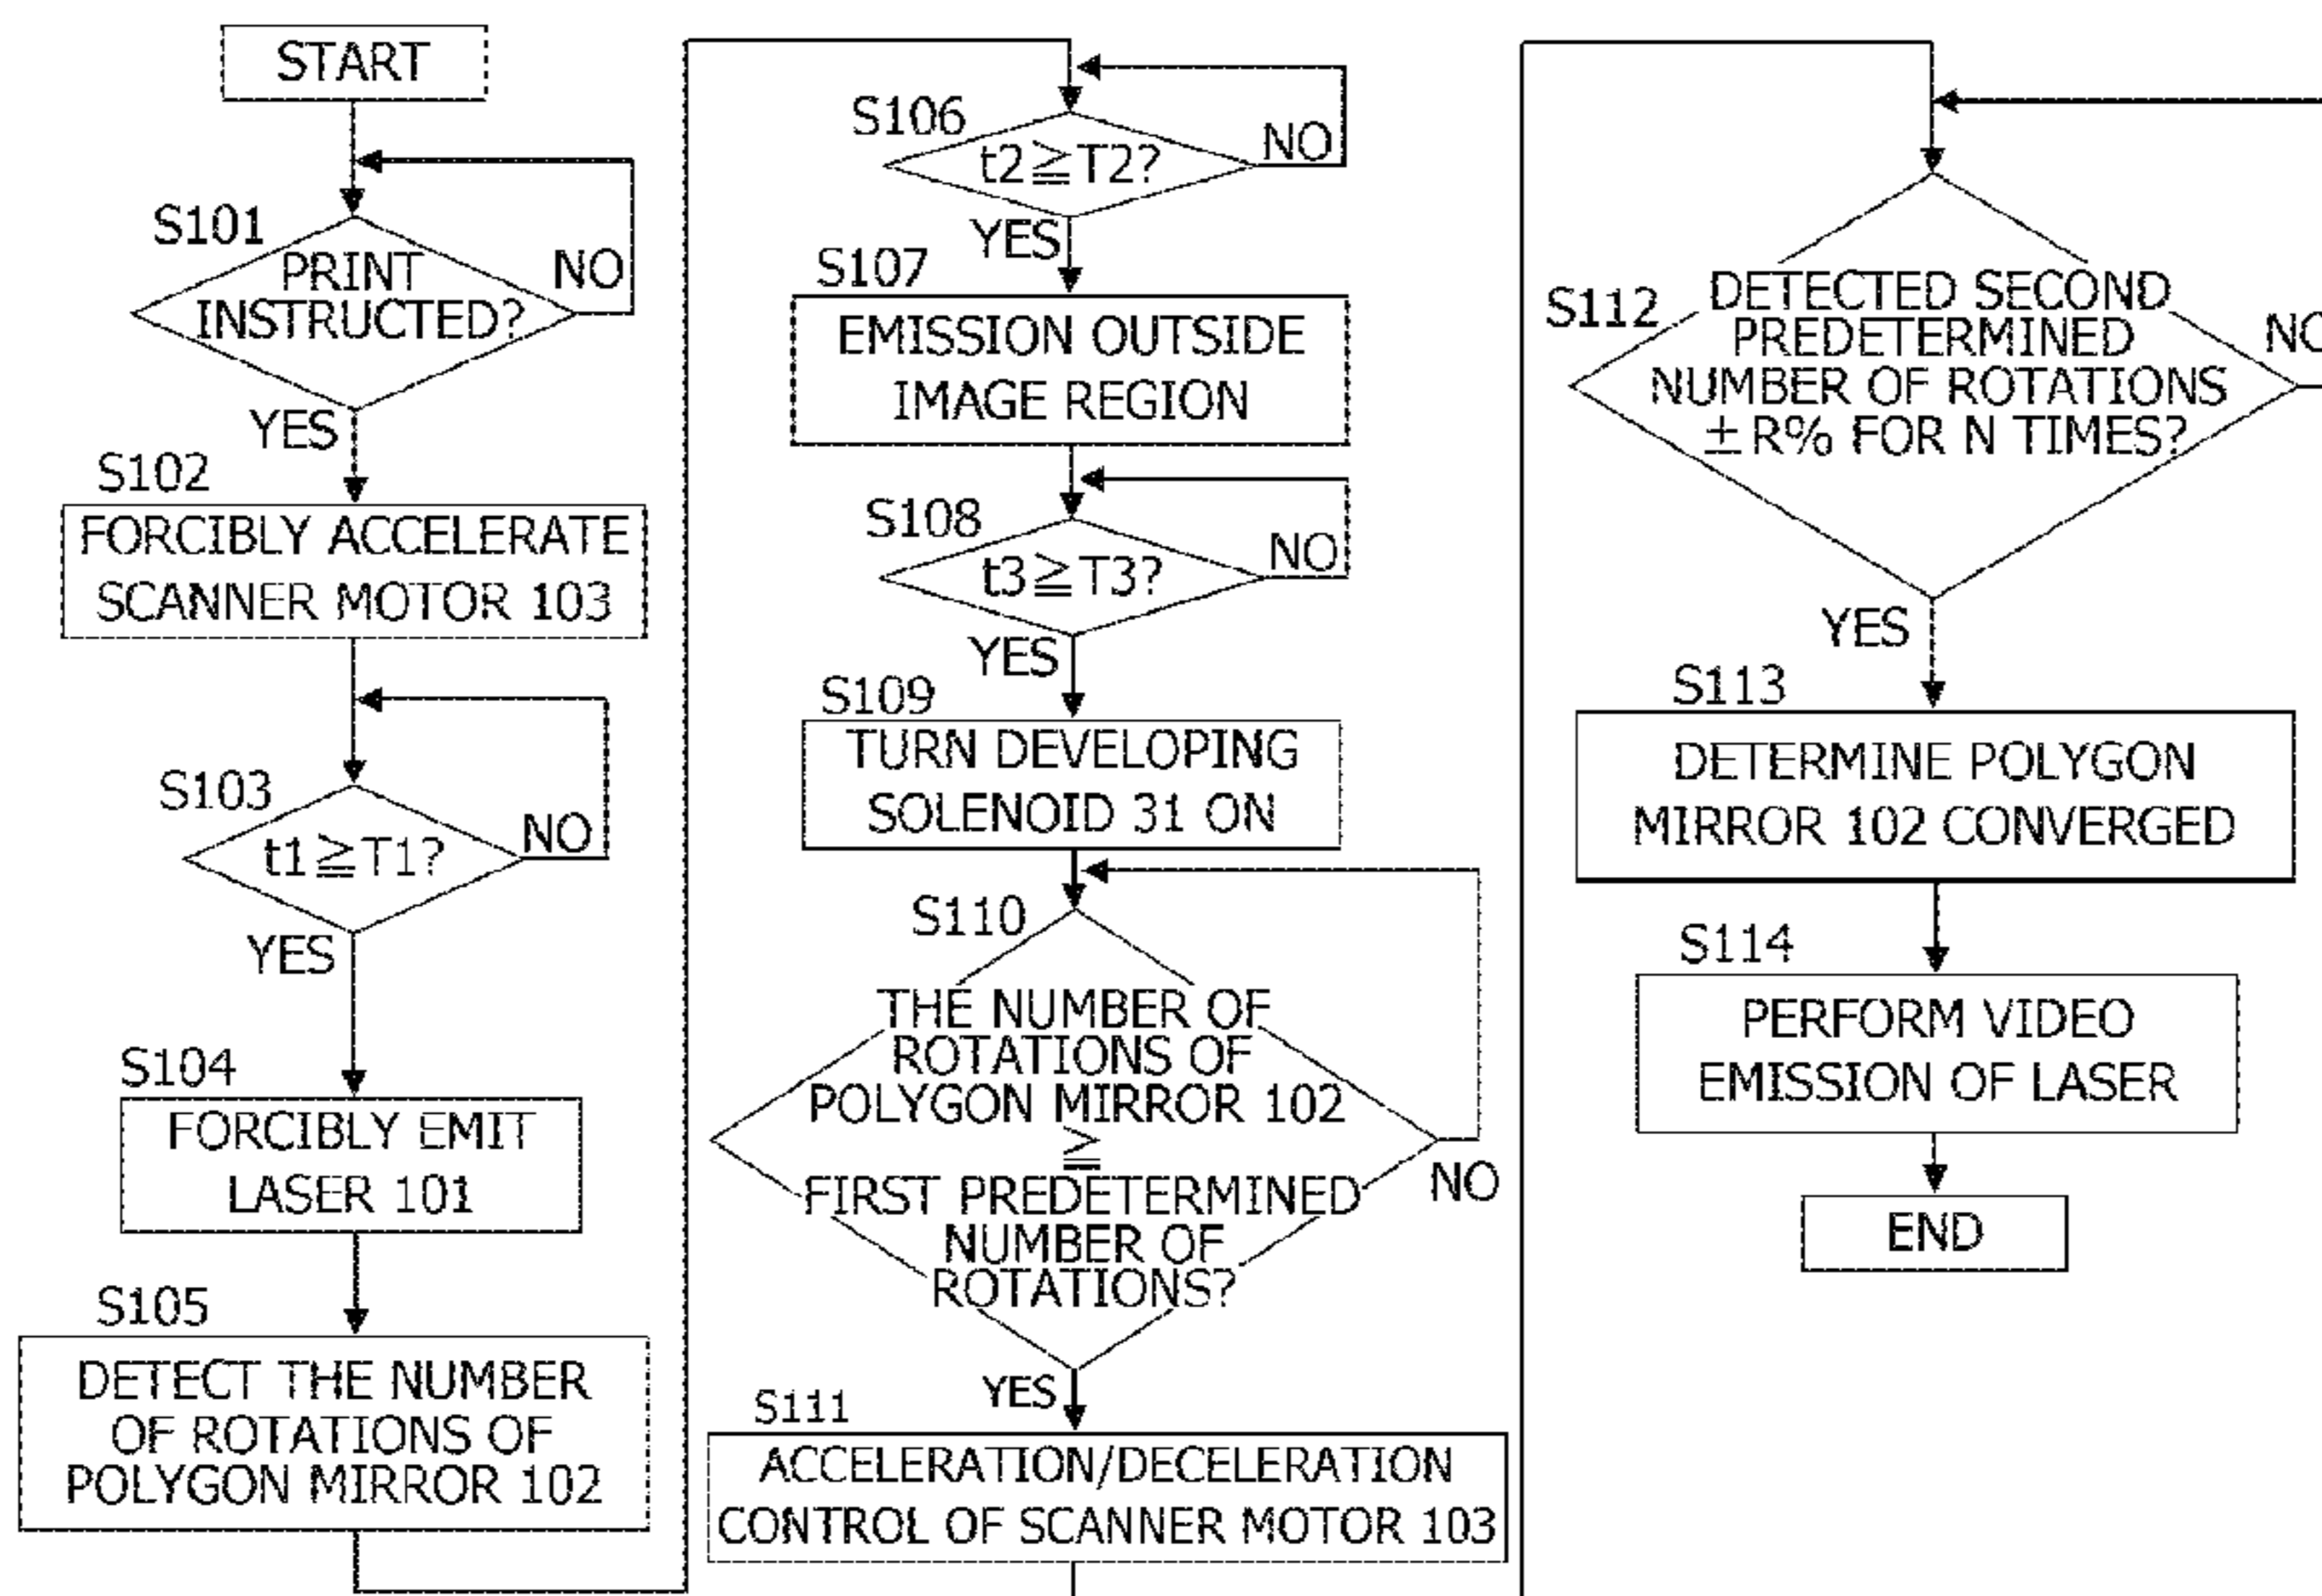 START
S101
PRINT
INSTRUCTED?
NO
YES
S102
FORCIBLY ACCELERATE
SCANNER MOTOR 103
S103
t1≧T1?
NO
YES
S104
FORCIBLY EMIT
LASER 101
S105
DETECT THE NUMBER
OF ROTATIONS OF
POLYGON MIRROR 102
S106
t2≧T2?
NO
YES
S107
EMISSION OUTSIDE
IMAGE REGION
S108
t3≧T3?
NO
YES
S109
TURN DEVELOPING
SOLENOID 31 ON
S110
THE NUMBER OF
ROTATIONS OF
POLYGON MIRROR 102
≧
FIRST PREDETERMINED
NUMBER OF
ROTATIONS?
NO
YES
S111
ACCELERATION/DECELERATION
CONTROL OF SCANNER MOTOR 103
S112
DETECTED SECOND
PREDETERMINED
NUMBER OF ROTATIONS
±R% FOR N TIMES?
NO
YES
S113
DETERMINE POLYGON
MIRROR 102 CONVERGED
S114
PERFORM VIDEO
EMISSION OF LASER
END